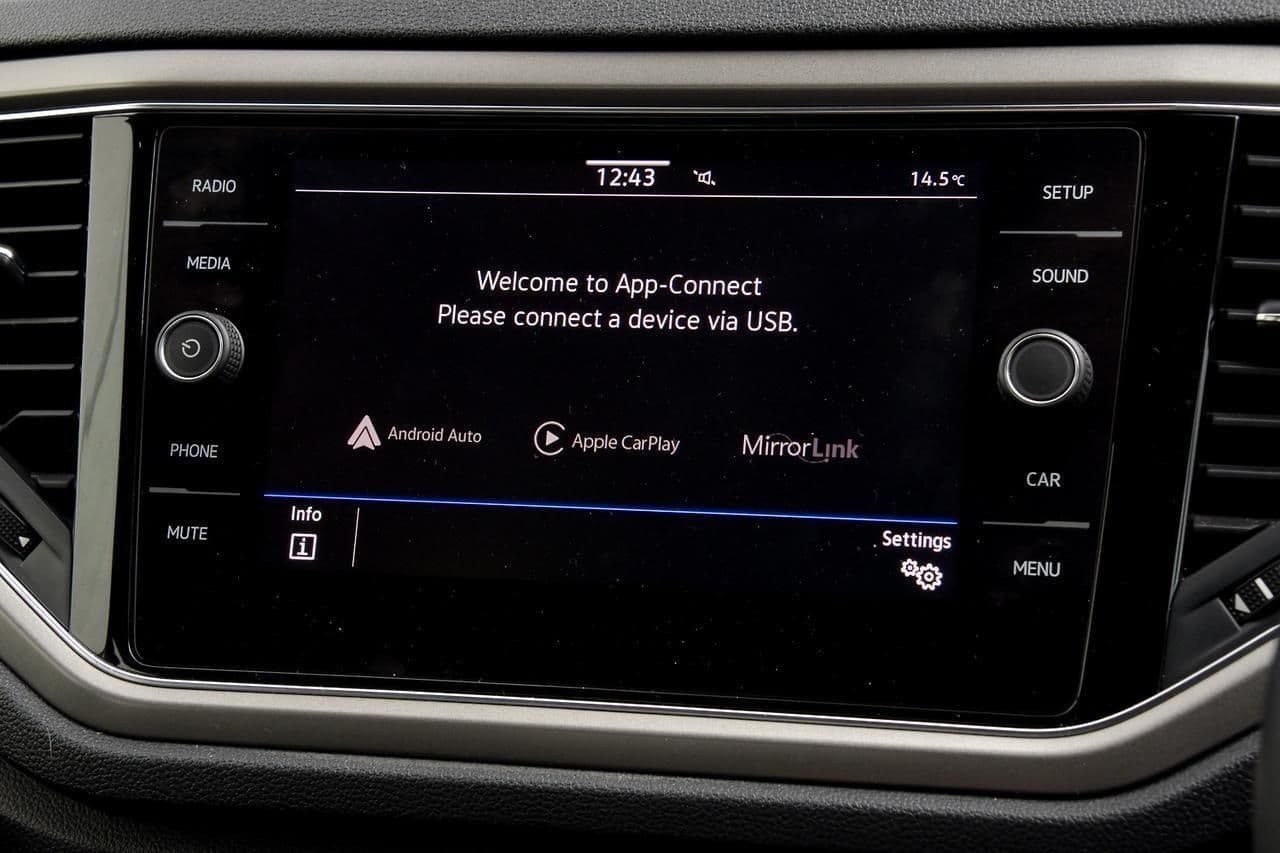 RADIO
MEDIA
PHONE
MUTE
12:43
14.5°C
Welcome to App-Connect
Please connect a device via USB.
Android Auto
Apple CarPlay
MirrorLink
Info
i
Settings
SETUP
SOUND
CAR
MENU